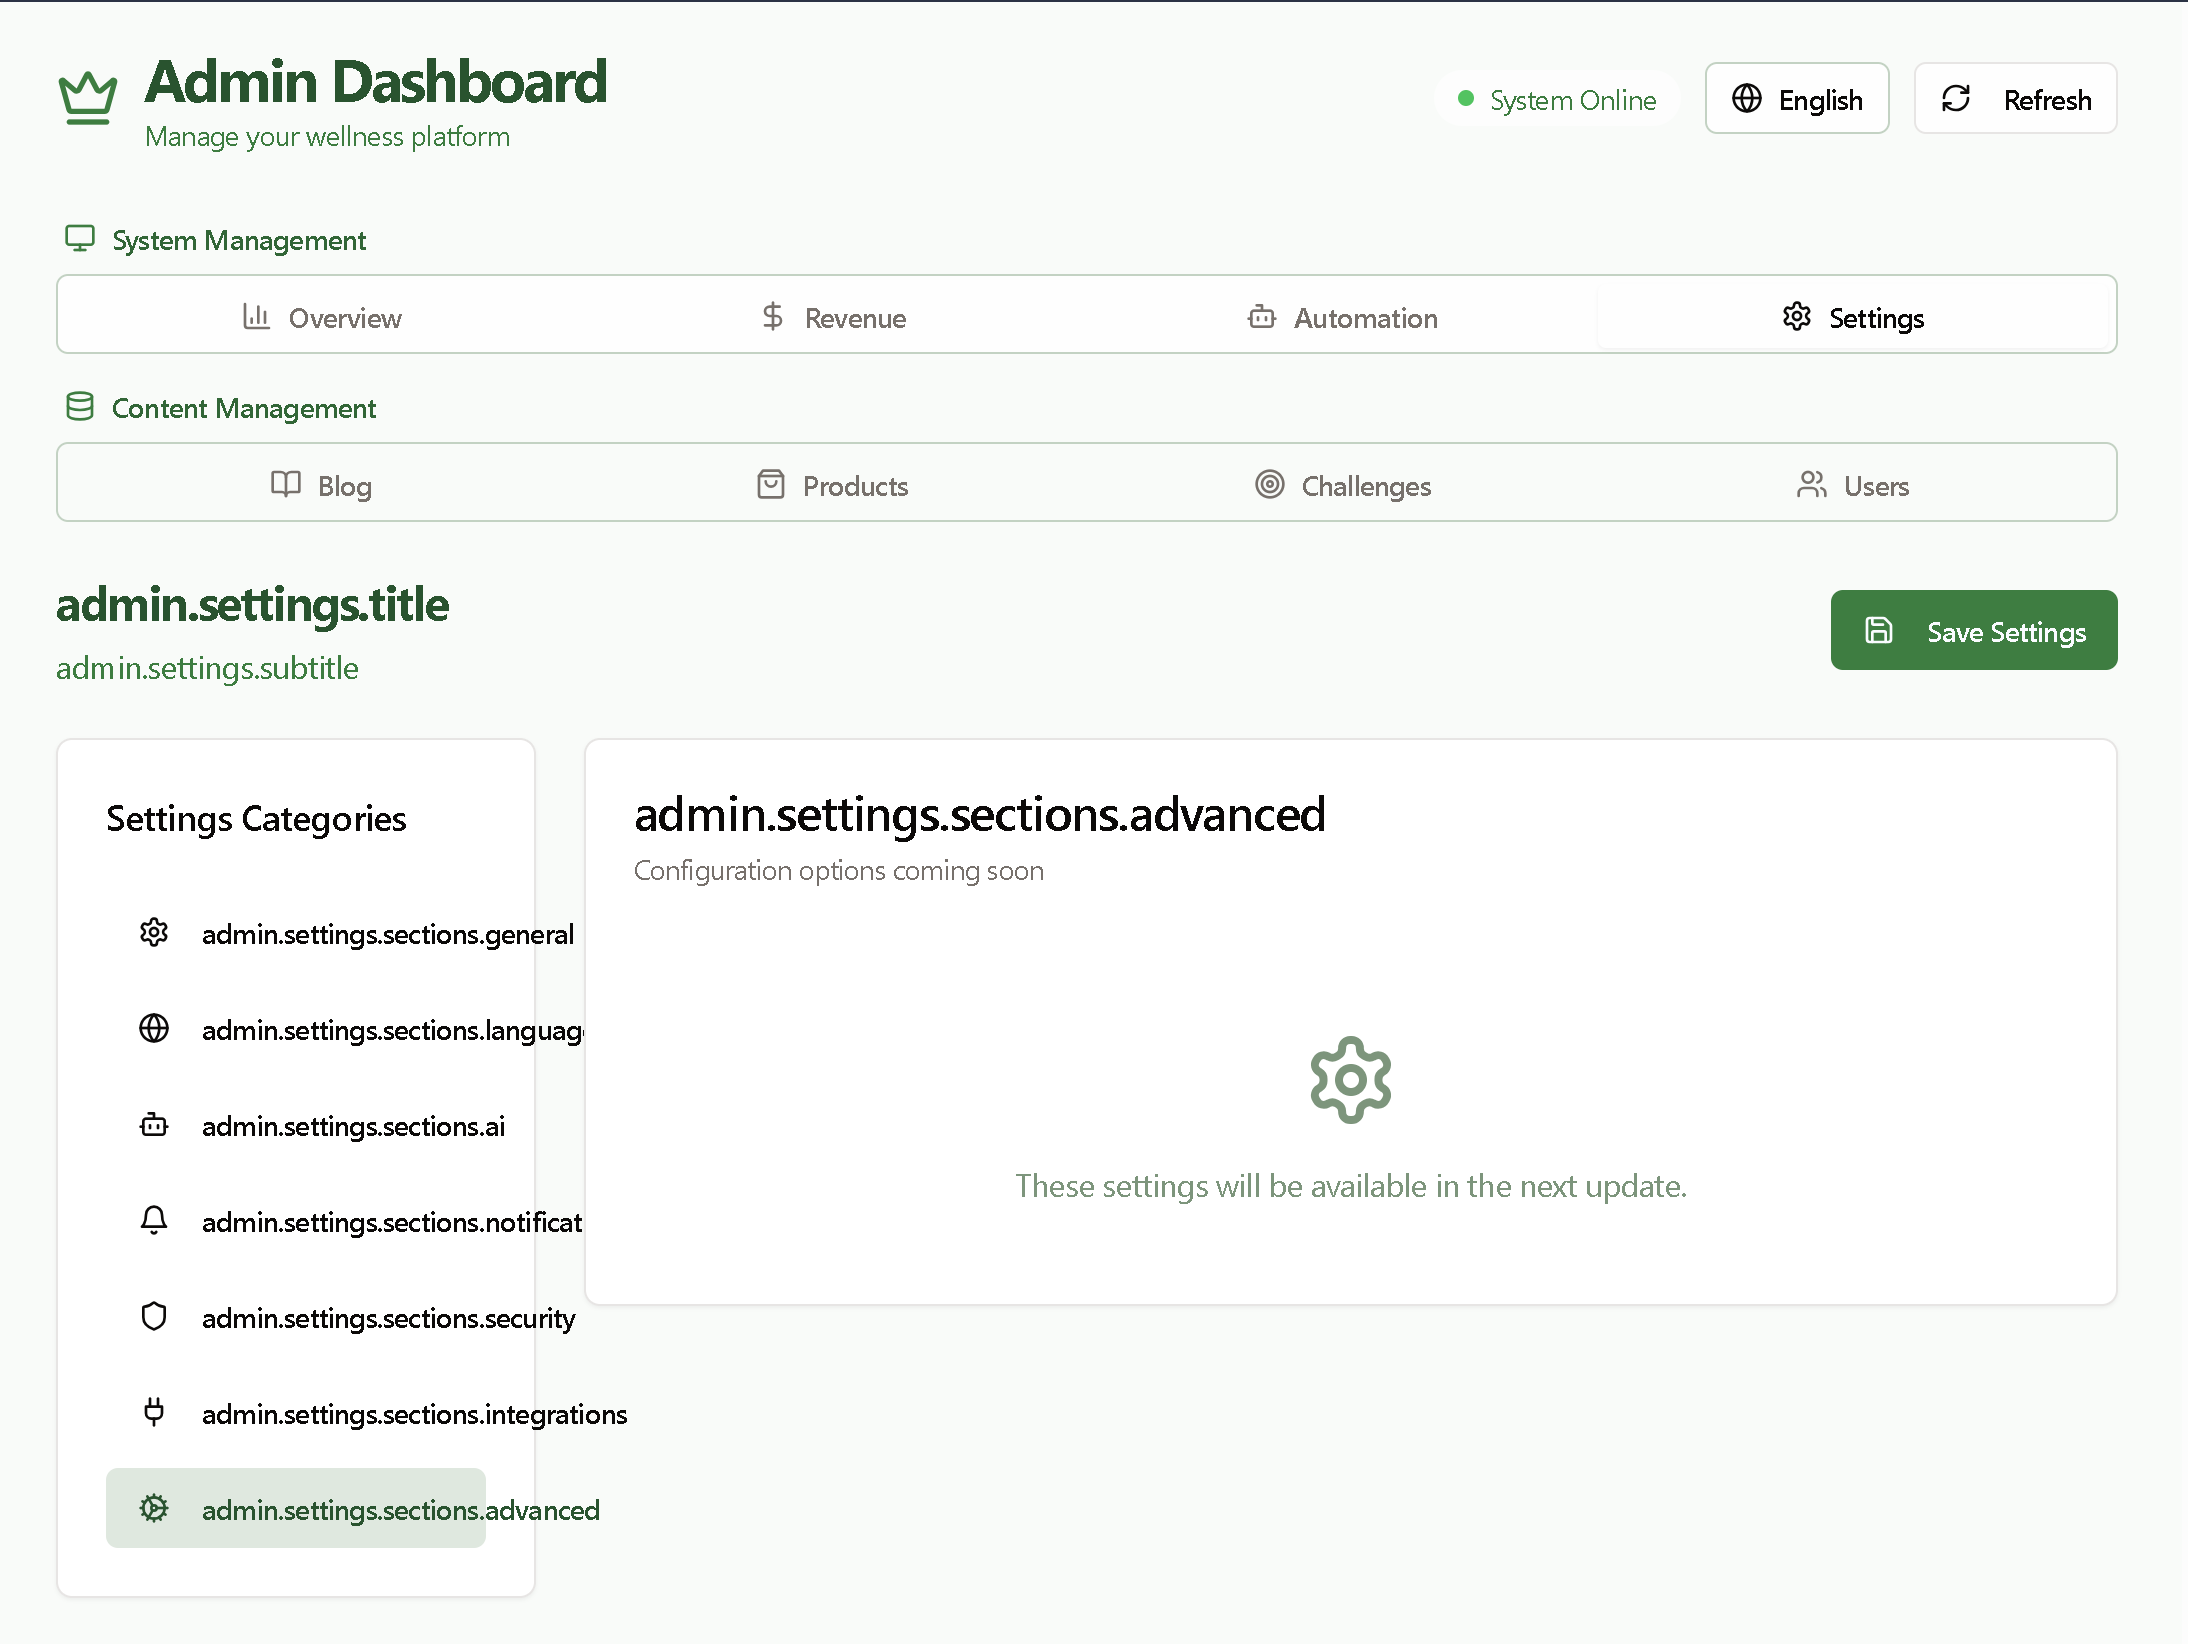 Admin Dashboard
Manage your wellness platform
System Online
English
Refresh
System Management
Overview
Revenue
Automation
Settings
Content Management
Blog
Products
Challenges
Users
admin.settings.title
admin.settings.subtitle
Save Settings
Settings Categories
admin.settings.sections.general
admin.settings.sections.languag
admin.settings.sections.ai
admin.settings.sections.notificat
admin.settings.sections.security
admin.settings.sections.integrations
admin.settings.sections.advanced
admin.settings.sections.advanced
Configuration options coming soon
These settings will be available in the next update.